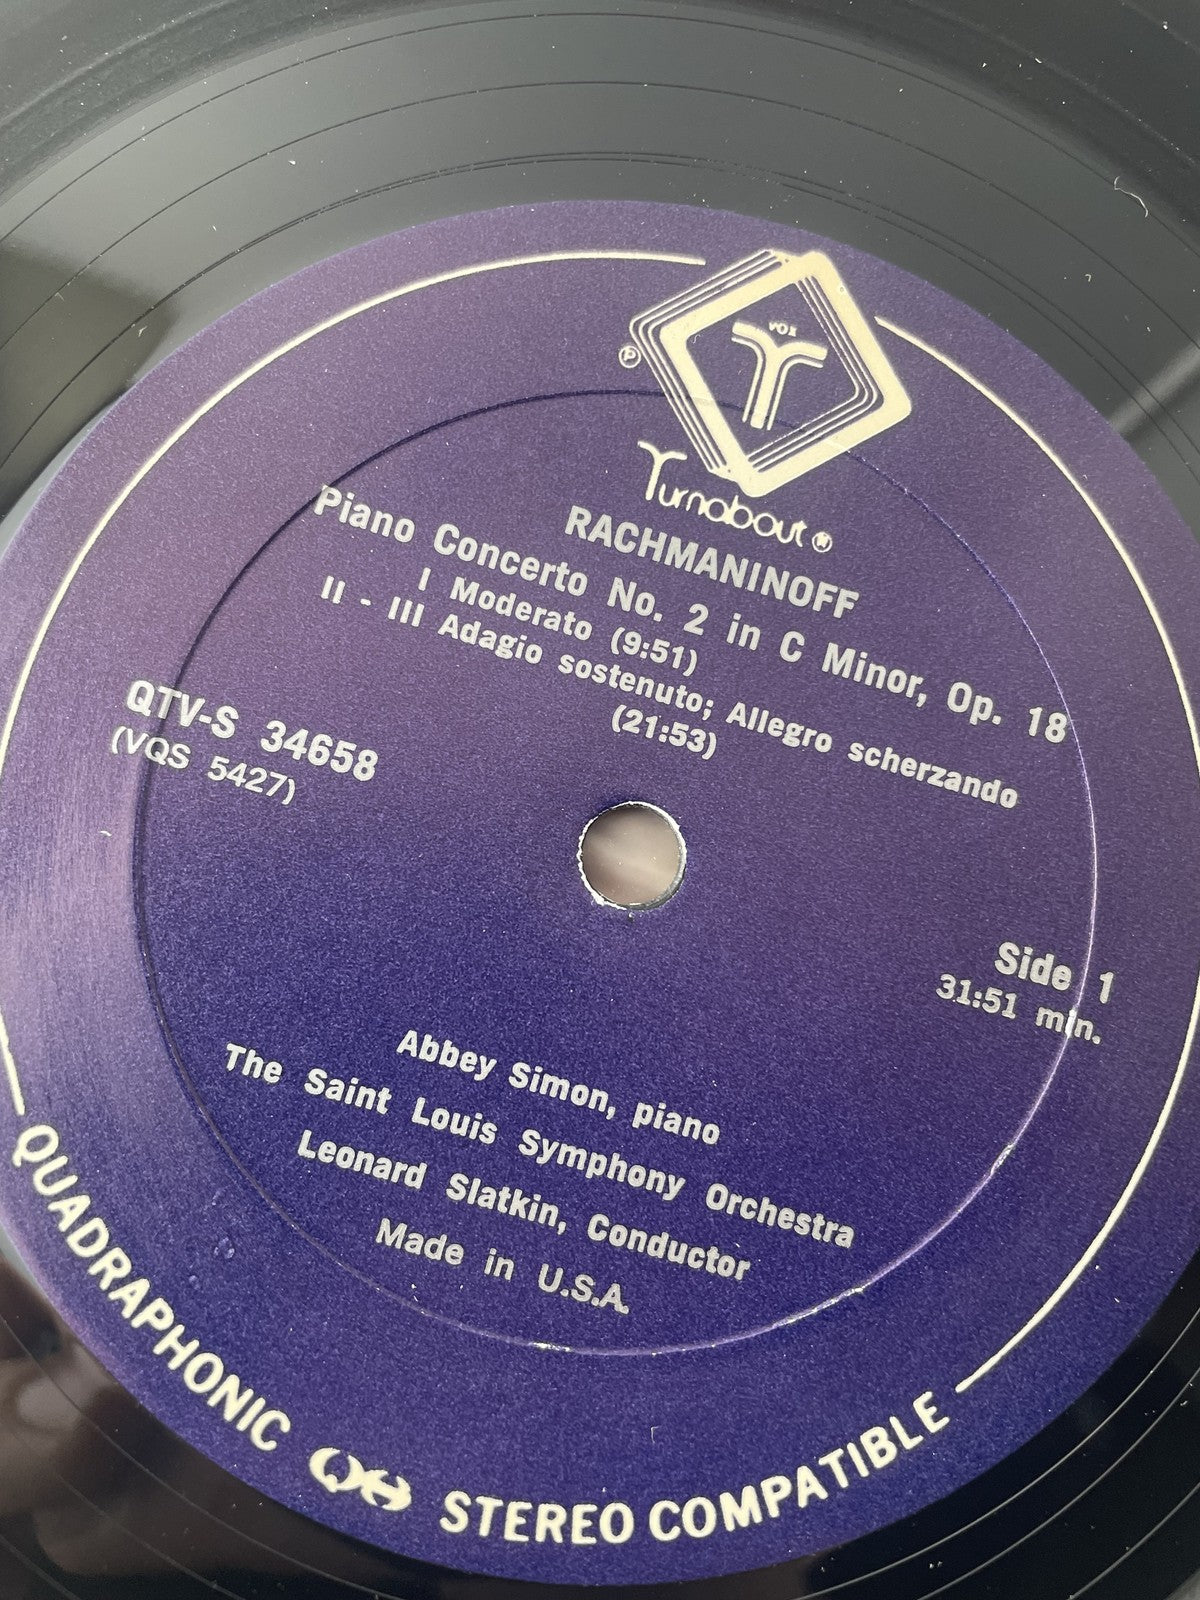 VOX
℗
Turnabout®
RACHMANINOFF
Piano Concerto No. 2 in C Minor, Op. 18
I Moderato (9:51)
II - III Adagio sostenuto; Allegro scherzando
(21:53)
QTV-S 34658
(VQS 5427)
Side 1
31:51 min.
Abbey Simon, piano
The Saint Louis Symphony Orchestra
Leonard Slatkin, Conductor
Made in U.S.A.
QUADRAPHONIC QS STEREO COMPATIBLE